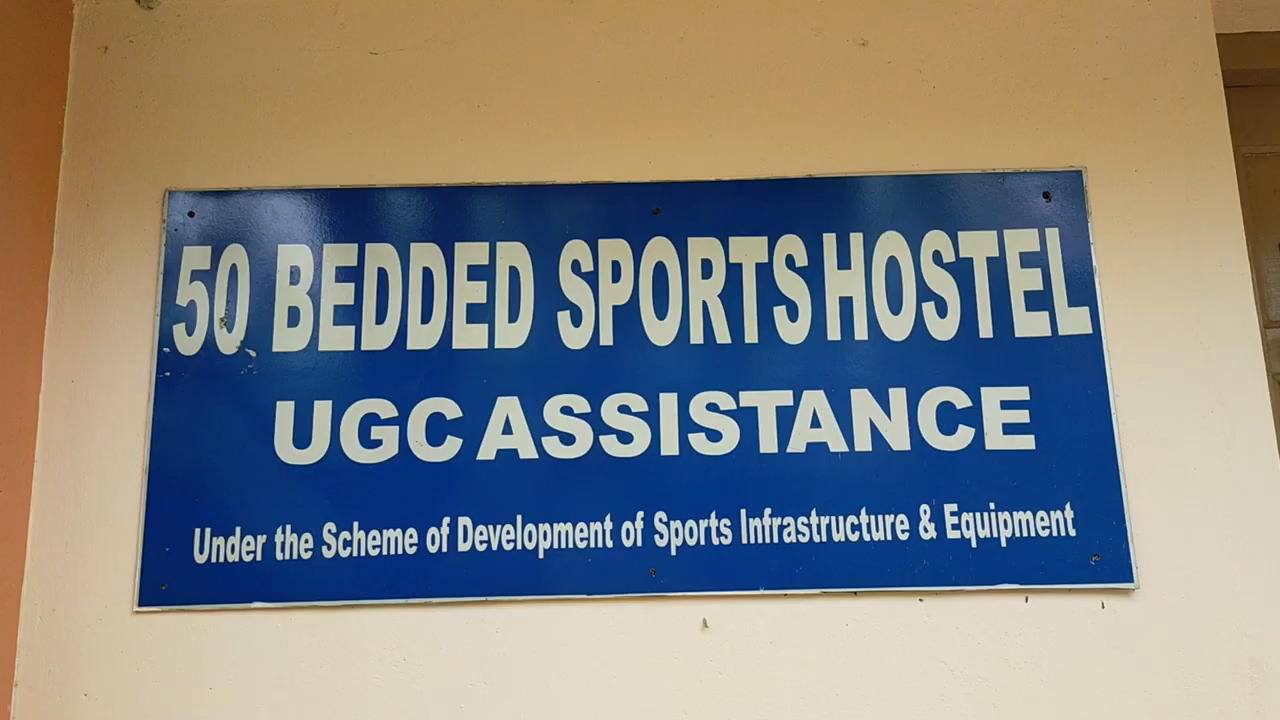 50 BEDDED SPORTS HOSTEL
UGC ASSISTANCE
Under the Scheme of Development of Sports Infrastructure & Equipment